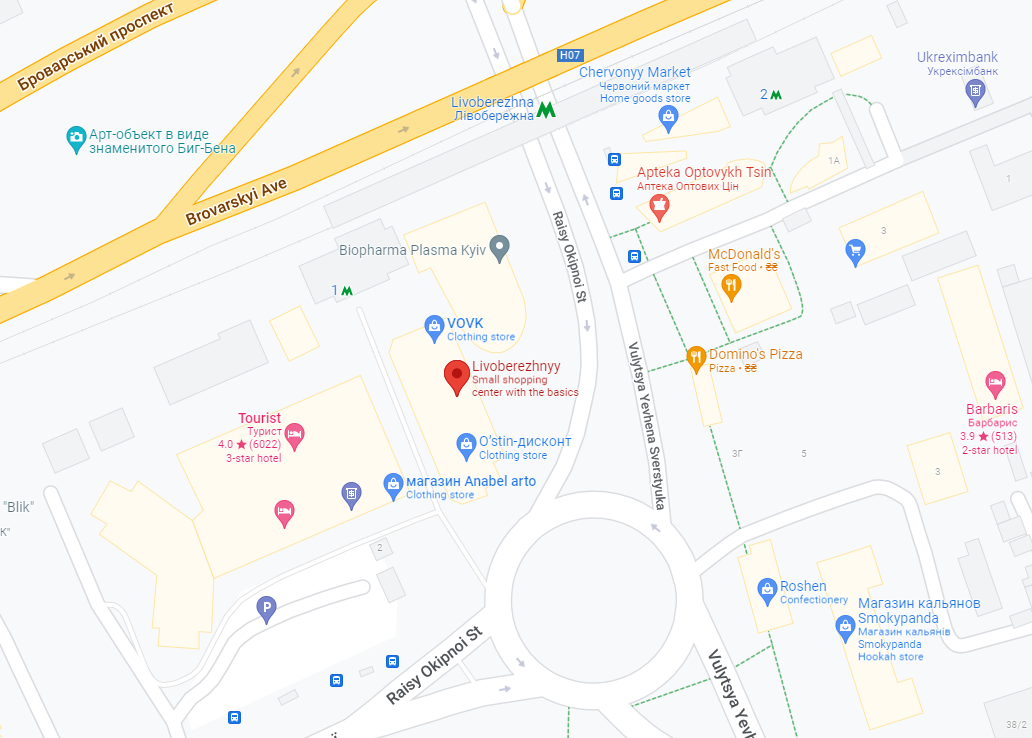 Броварський проспект
H07
Chervonyy Market
Червоний маркет
Home goods store
Ukreximbank
Укрексімбанк
Livoberezhna
Лівобережна
2
Арт-объект в виде
знаменитого Биг-Бена
Brovarskyi Ave
Apteka Optovykh Tsin
Аптека Оптових Цін
1A
1
Raisy Okipnoi St
3
Biopharma Plasma Kyiv
McDonald's
Fast Food • ₴₴
1
VOVK
Clothing store
Domino's Pizza
Pizza • ₴₴
Livoberezhnyy
Small shopping
center with the basics
Vulytsya Yevhena Sverstyuka
Barbaris
Барбарис
3.9 ★ (513)
2-star hotel
Tourist
Турист
4.0 ★ (6022)
3-star hotel
O'stin-дисконт
Clothing store
3Г
5
3
магазин Anabel arto
Clothing store
"Blik"
К"
2
P
Roshen
Confectionery
Магазин кальянов
Smokypanda
Магазин кальянів
Smokypanda
Hookah store
Raisy Okipnoi St
Vulytsya Yevh
38/2